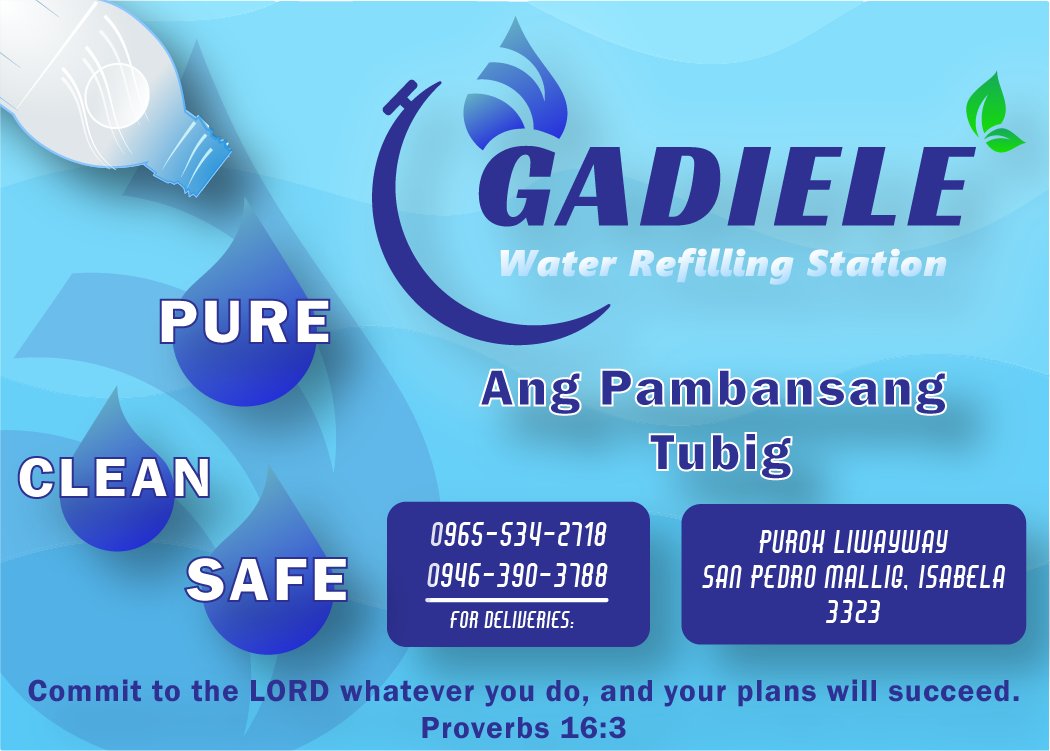 GADIELE
Water Refilling Station
PURE
Ang Pambansang
Tubig
CLEAN
SAFE
0965-534-2718
0946-390-3788
FOR DELIVERIES:
PUROK LIWAYWAY
SAN PEDRO MALLIG, ISABELA
3323
Commit to the LORD whatever you do, and your plans will succeed.
Proverbs 16:3